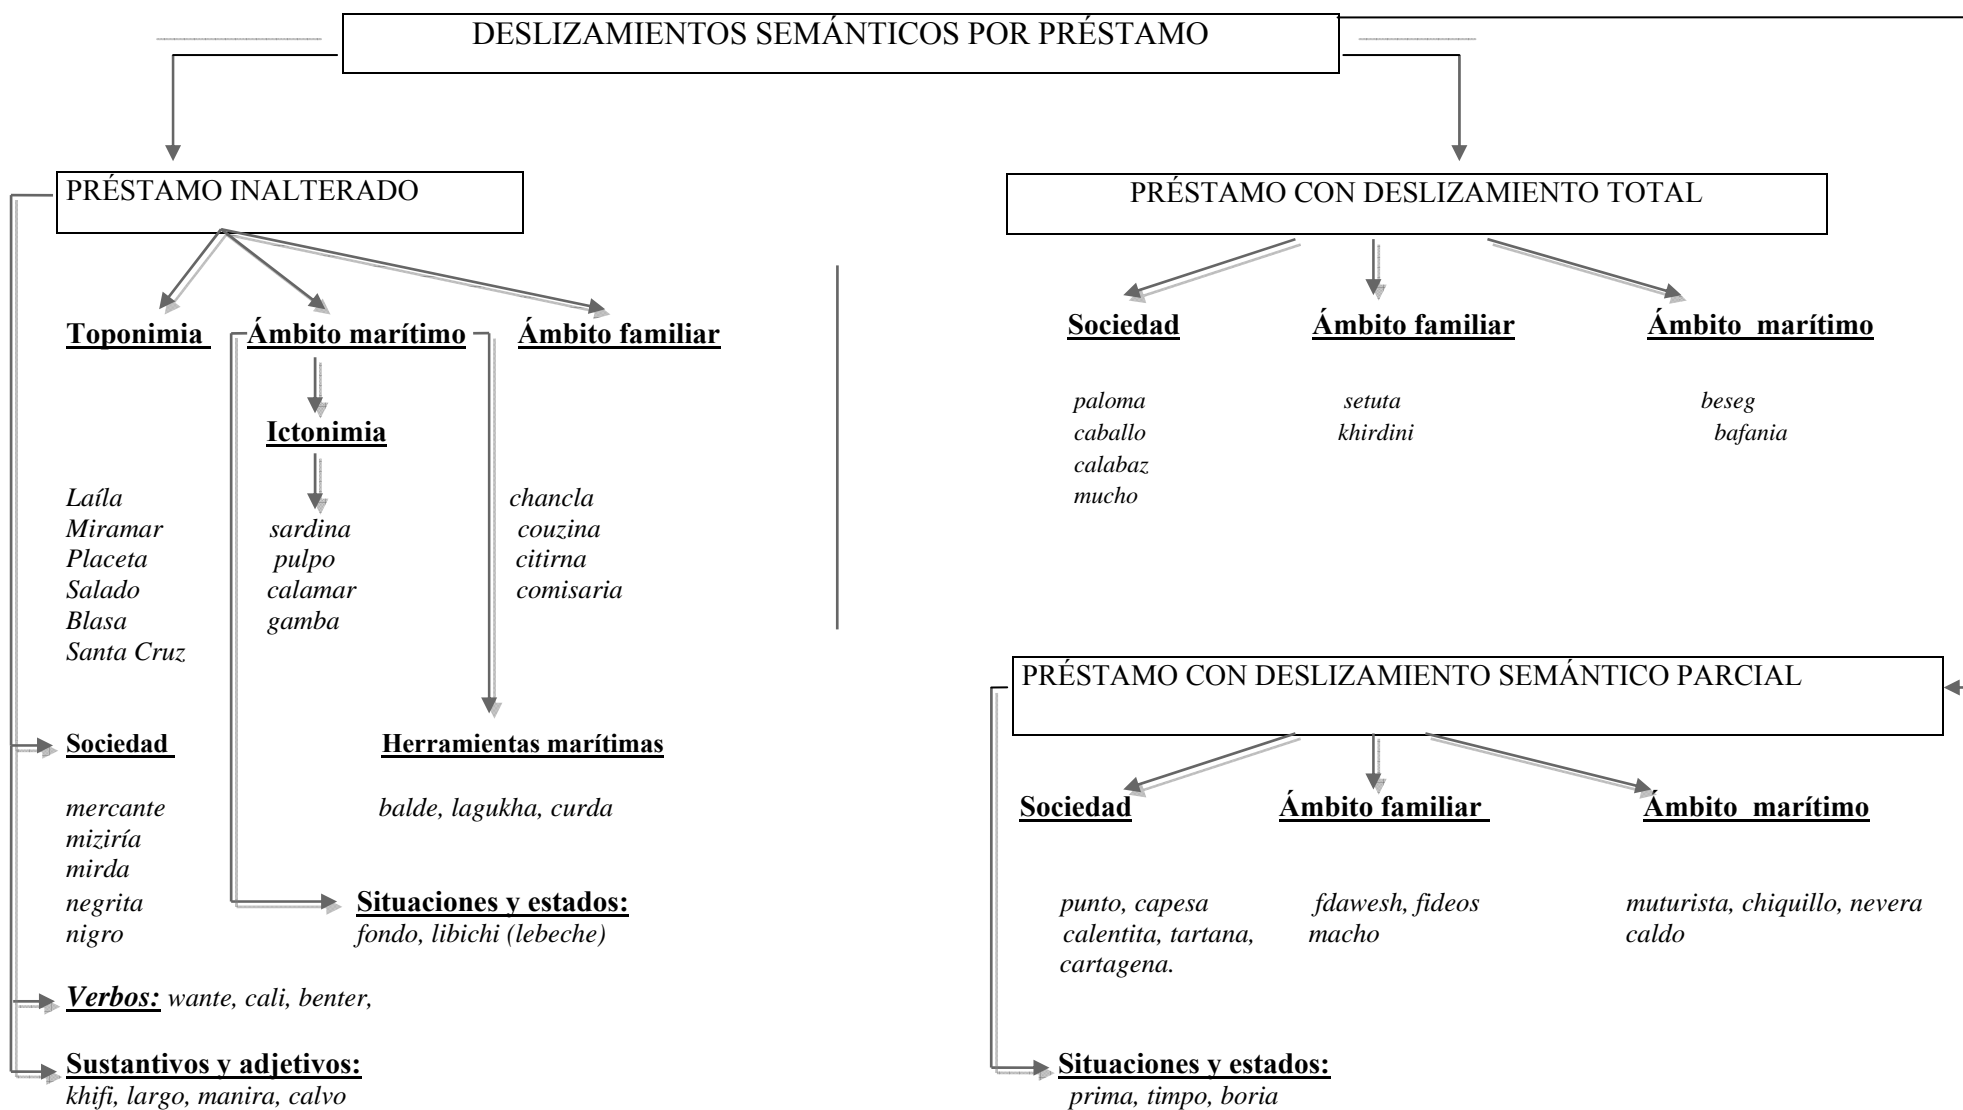 DESLIZAMIENTOS SEMÁNTICOS POR PRÉSTAMO
PRÉSTAMO INALTERADO
Toponimia
Ámbito marítimo
Ámbito familiar
Ictonimia
Laíla
Miramar
Placeta
Salado
Blasa
Santa Cruz
sardina
pulpo
calamar
gamba
chancla
couzina
citirna
comisaria
Sociedad
mercante
miziría
mirda
negrita
nigro
Herramientas marítimas
balde, lagukha, curda
Situaciones y estados:
fondo, libichi (lebeche)
Verbos: wante, cali, benter,
Sustantivos y adjetivos:
khifi, largo, manira, calvo
PRÉSTAMO CON DESLIZAMIENTO TOTAL
Sociedad
Ámbito familiar
Ámbito marítimo
paloma
caballo
calabaz
mucho
setuta
khirdini
beseg
bafania
PRÉSTAMO CON DESLIZAMIENTO SEMÁNTICO PARCIAL
Sociedad
Ámbito familiar
Ámbito marítimo
punto, capesa
calentita, tartana,
cartagena.
fdawesh, fideos
macho
muturista, chiquillo, nevera
caldo
Situaciones y estados:
prima, timpo, boria